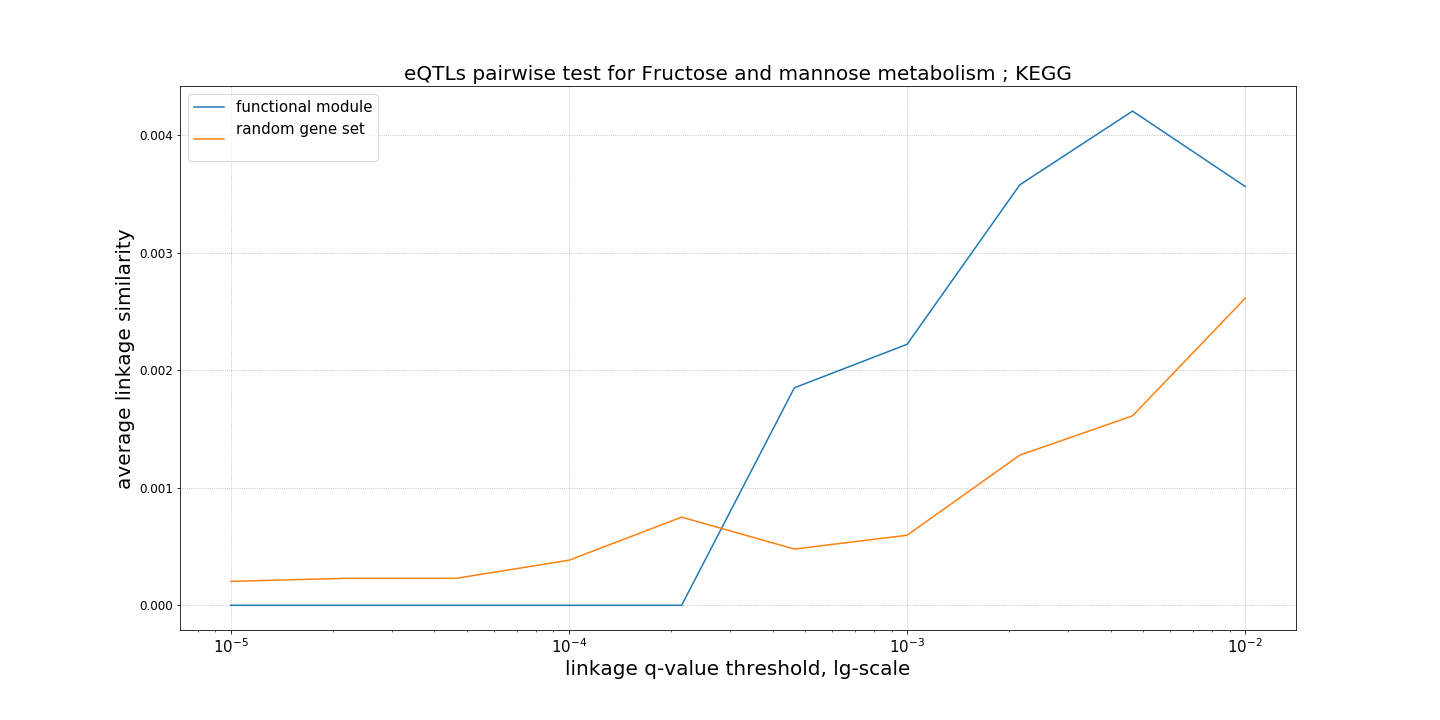 eQTLs pairwise test for Fructose and mannose metabolism ; KEGG
functional module
random gene set
average linkage similarity
0.004
0.003
0.002
0.001
0.000
10⁻⁵
10⁻⁴
10⁻³
10⁻²
linkage q-value threshold, lg-scale